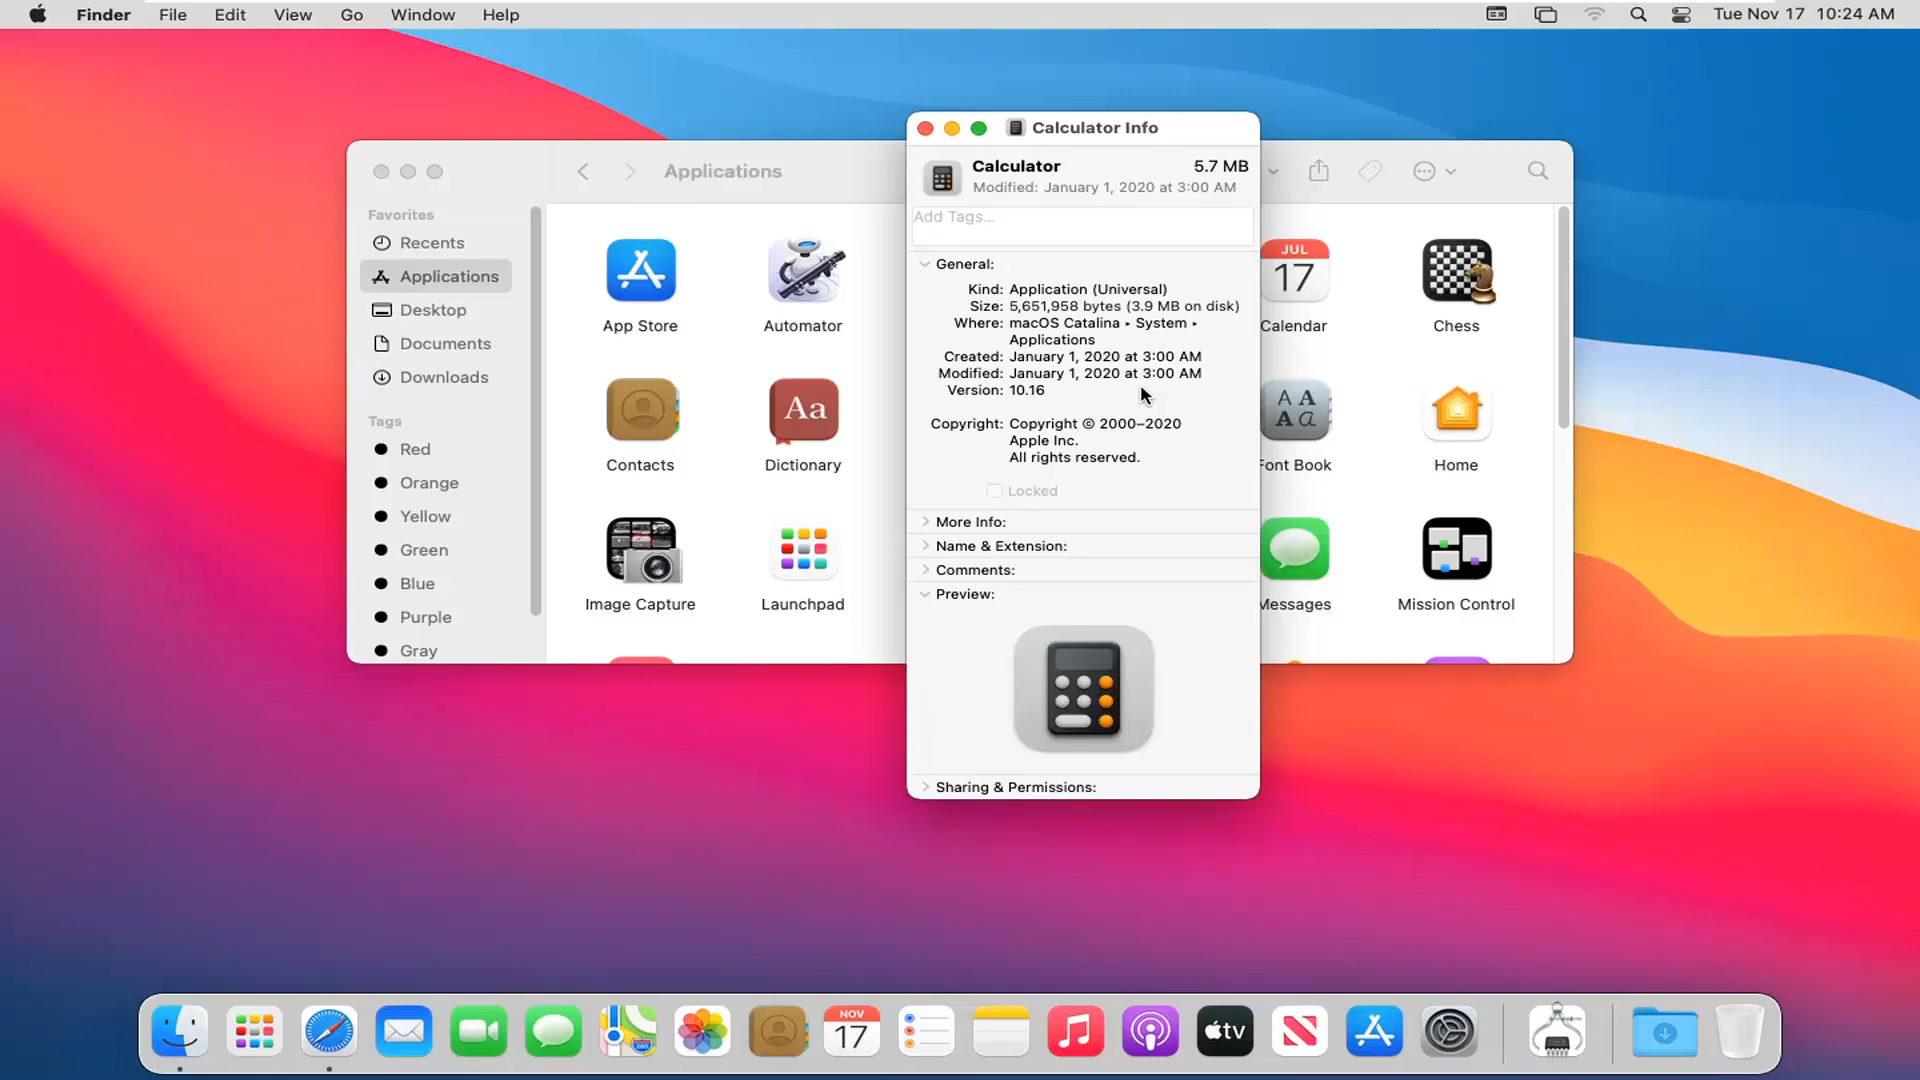 Finder File Edit View Go Window Help
Tue Nov 17 10:24 AM
Applications
Favorites
Recents
Applications
Desktop
Documents
Downloads
Tags
Red
Orange
Yellow
Green
Blue
Purple
Gray
App Store
Automator
Contacts
Dictionary
Aa
Image Capture
Launchpad
Calculator Info
Calculator 5.7 MB
Modified: January 1, 2020 at 3:00 AM
Add Tags...
General:
Kind: Application (Universal)
Size: 5,651,958 bytes (3.9 MB on disk)
Where: macOS Catalina ▸ System ▸
Applications
Created: January 1, 2020 at 3:00 AM
Modified: January 1, 2020 at 3:00 AM
Version: 10.16
Copyright: Copyright © 2000–2020
Apple Inc.
All rights reserved.
Locked
More Info:
Name & Extension:
Comments:
Preview:
Sharing & Permissions:
JUL
17
Calendar
Chess
A A
A a
Font Book
Home
Messages
Mission Control
NOV
17
280
tv